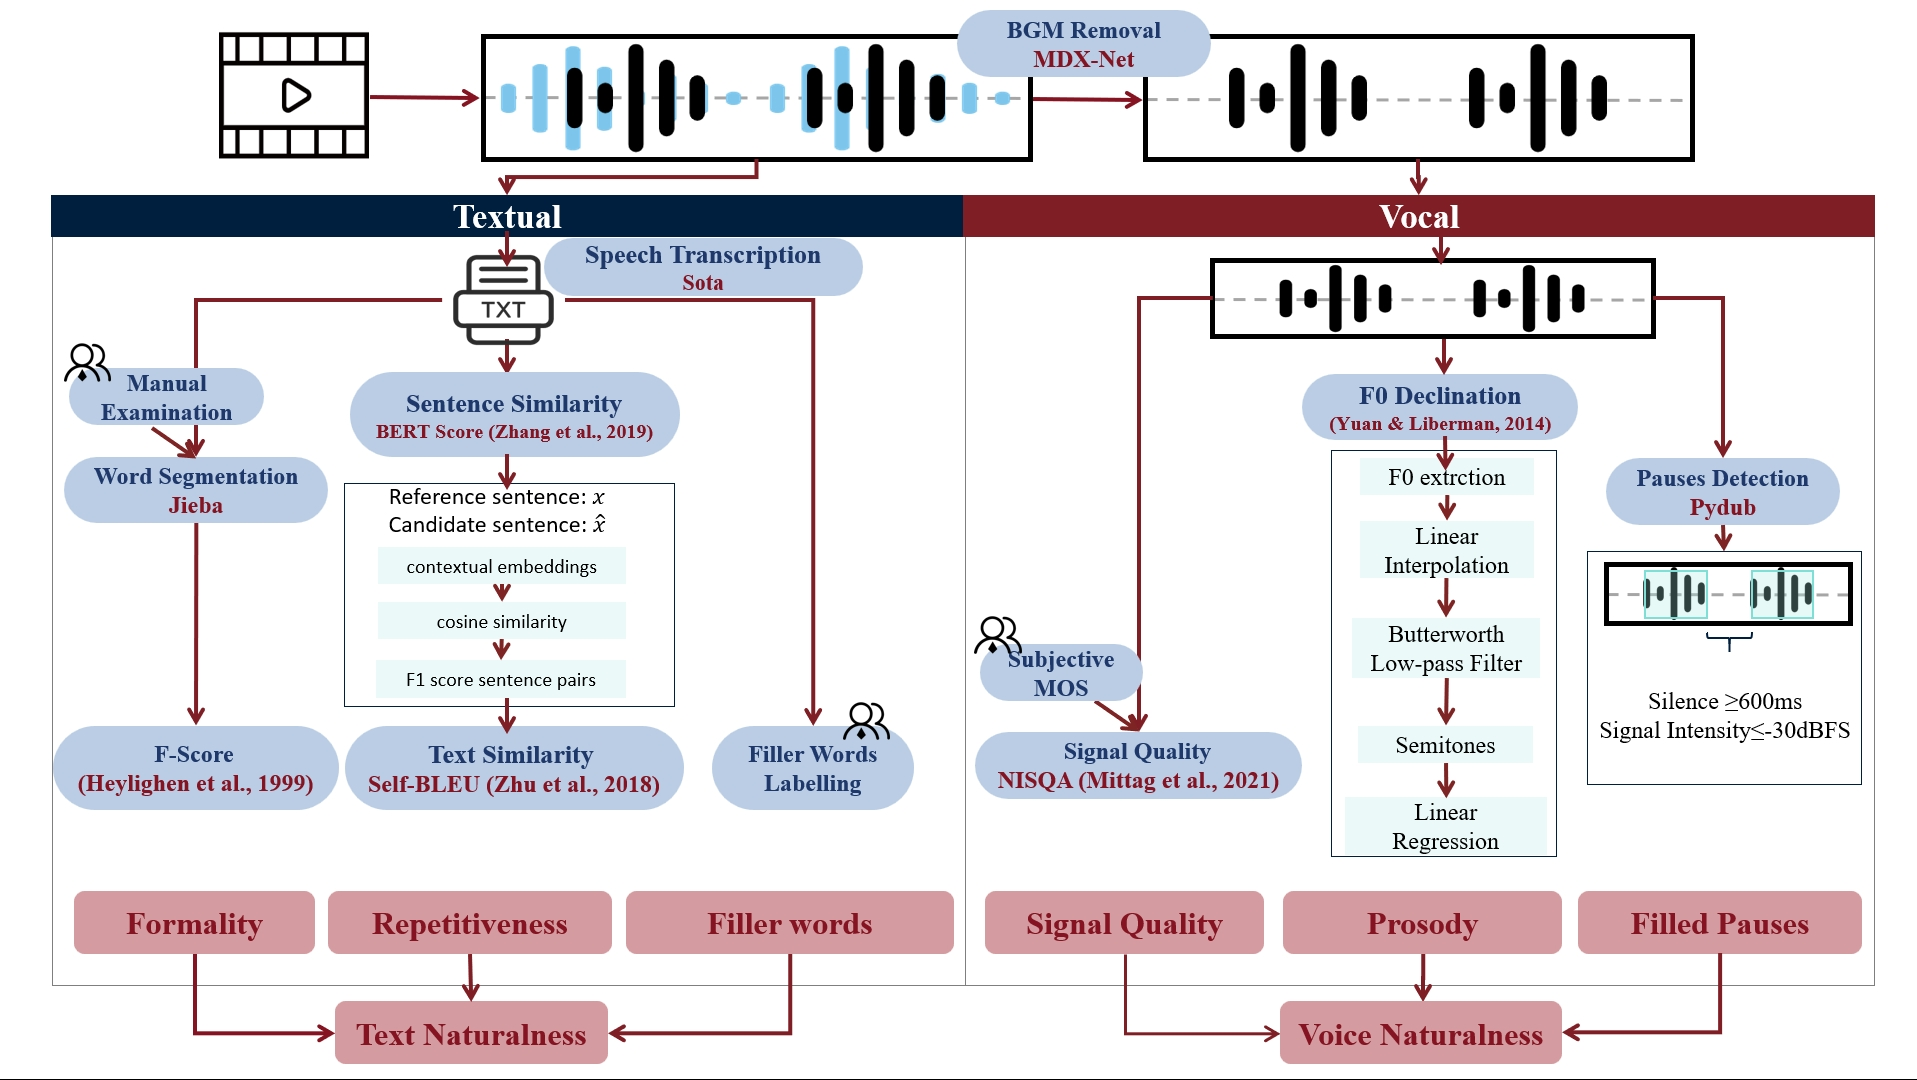 BGM Removal
MDX-Net
Textual
Vocal
Speech Transcription
Sota
TXT
Manual
Examination
Word Segmentation
Jieba
Sentence Similarity
BERT Score (Zhang et al., 2019)
Reference sentence: x
Candidate sentence: x̂
contextual embeddings
cosine similarity
F1 score sentence pairs
F-Score
(Heylighen et al., 1999)
Text Similarity
Self-BLEU (Zhu et al., 2018)
Filler Words
Labelling
F0 Declination
(Yuan & Liberman, 2014)
F0 extrction
Linear
Interpolation
Butterworth
Low-pass Filter
Semitones
Linear
Regression
Subjective
MOS
Signal Quality
NISQA (Mittag et al., 2021)
Pauses Detection
Pydub
Silence ≥600ms
Signal Intensity≤-30dBFS
Formality
Repetitiveness
Filler words
Signal Quality
Prosody
Filled Pauses
Text Naturalness
Voice Naturalness